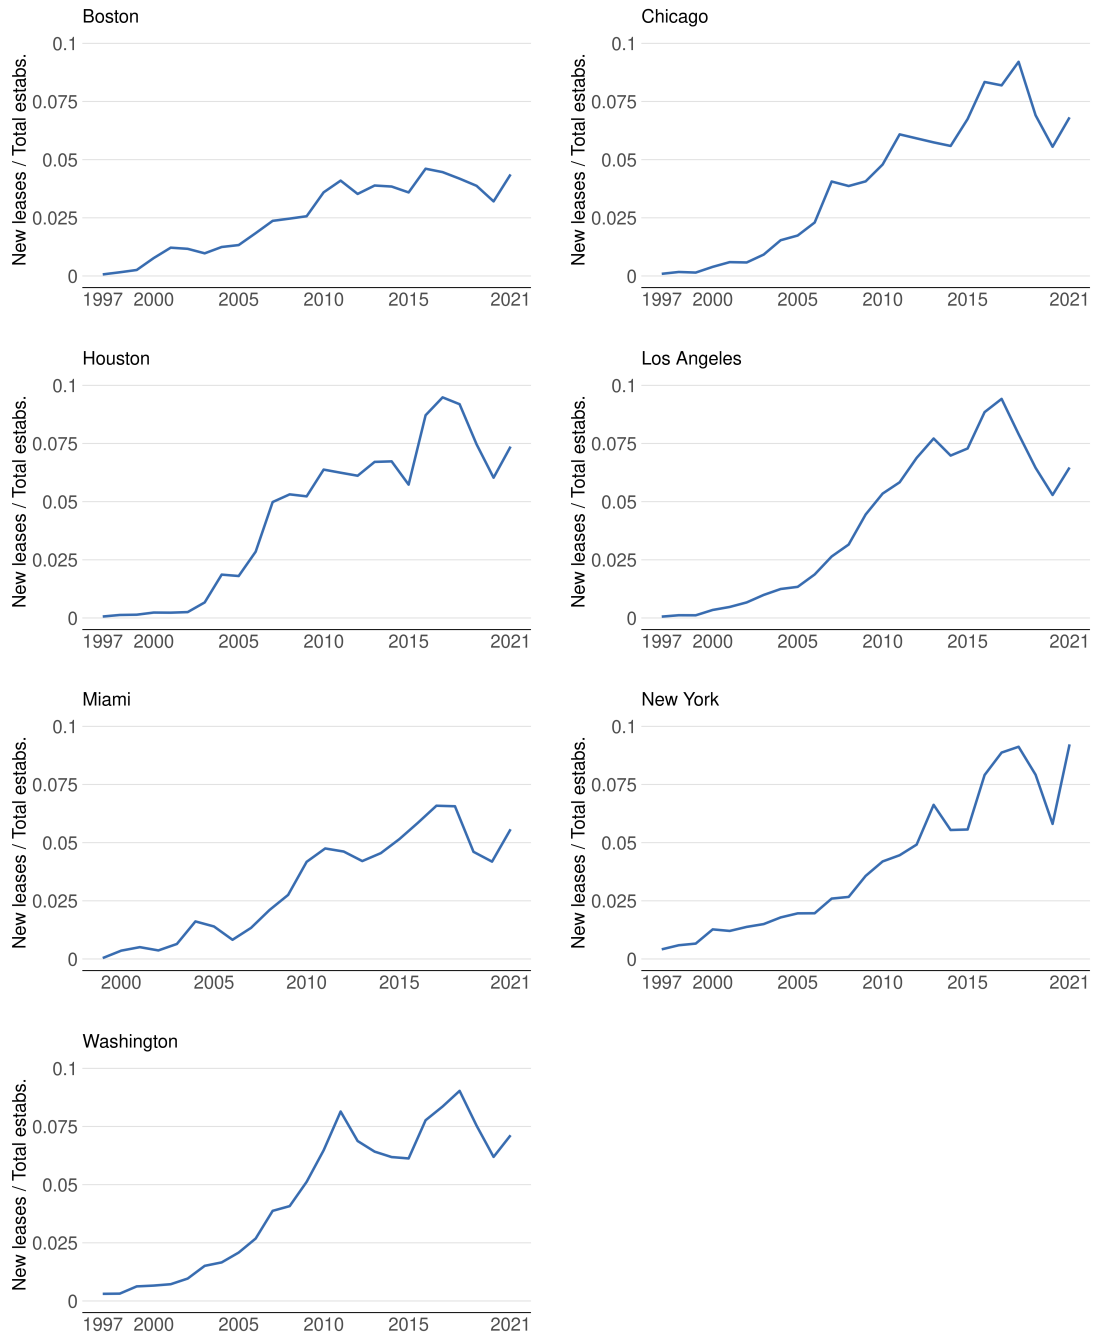 Boston
New leases / Total estabs.
0.1
0.075
0.05
0.025
0
1997 2000 2005 2010 2015 2021
Chicago
New leases / Total estabs.
0.1
0.075
0.05
0.025
0
1997 2000 2005 2010 2015 2021
Houston
New leases / Total estabs.
0.1
0.075
0.05
0.025
0
1997 2000 2005 2010 2015 2021
Los Angeles
New leases / Total estabs.
0.1
0.075
0.05
0.025
0
1997 2000 2005 2010 2015 2021
Miami
New leases / Total estabs.
0.1
0.075
0.05
0.025
0
2000 2005 2010 2015 2021
New York
New leases / Total estabs.
0.1
0.075
0.05
0.025
0
1997 2000 2005 2010 2015 2021
Washington
New leases / Total estabs.
0.1
0.075
0.05
0.025
0
1997 2000 2005 2010 2015 2021